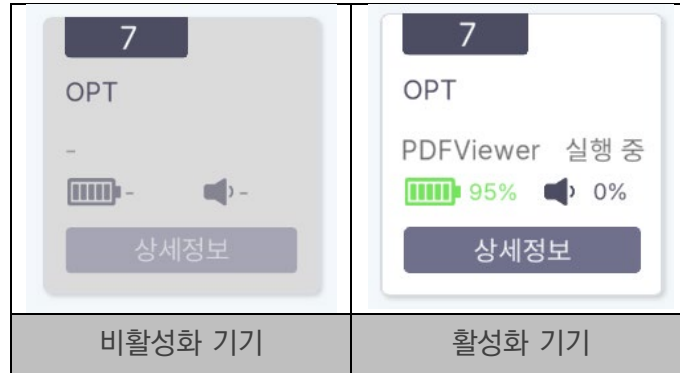 7
OPT
-
- -
상세정보
비활성화 기기
7
OPT
PDFViewer 실행 중
95% 0%
상세정보
활성화 기기